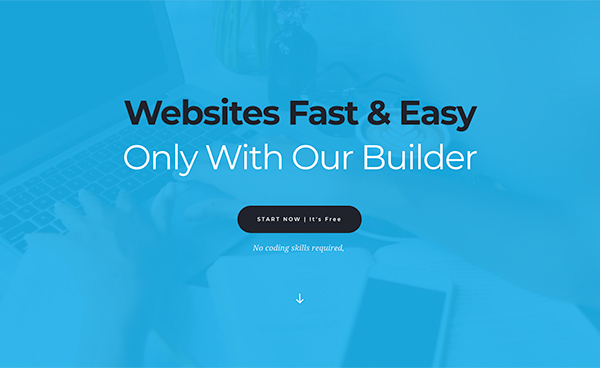 Websites Fast & Easy
Only With Our Builder
START NOW | It's Free
No coding skills required,